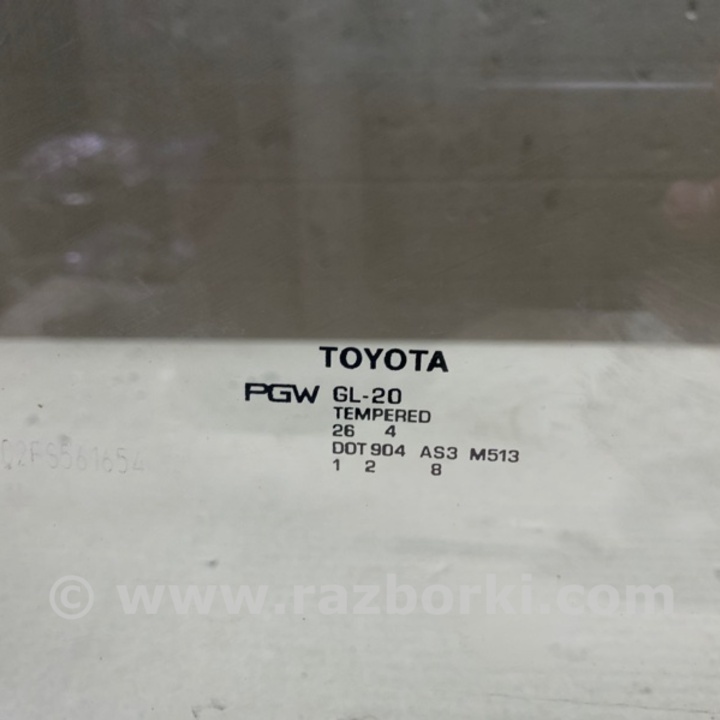 TOYOTA
PGW GL-20
TEMPERED
26 4
DOT 904 AS3 M513
1 2 8
© www.razborki.com